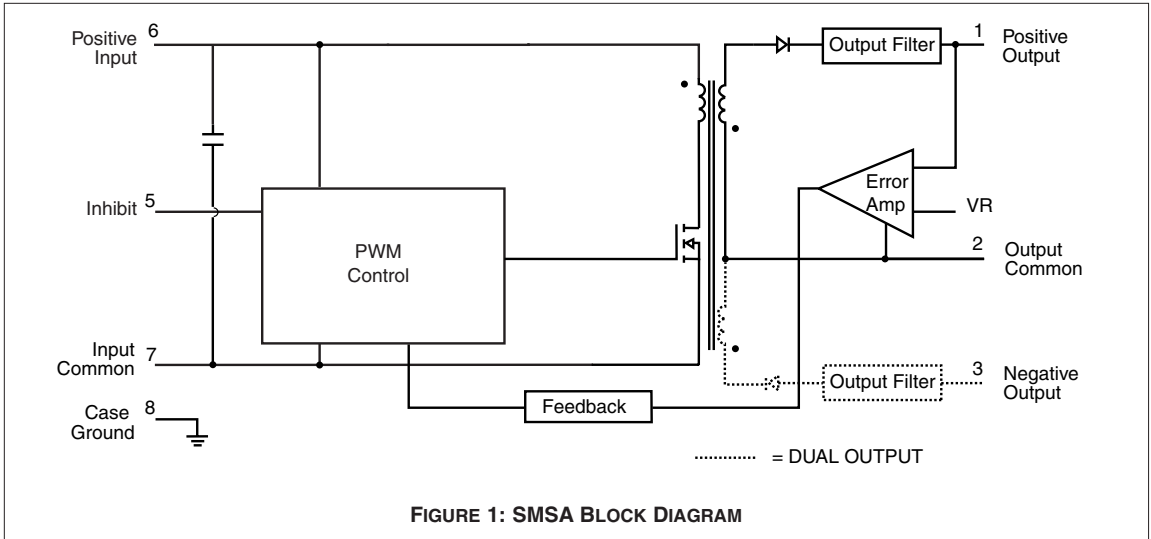 6
Positive
Input
1
Positive
Output
Output Filter
Error
Amp
VR
Inhibit
5
PWM
Control
2
Output
Common
Input
Common
7
3
Negative
Output
Output Filter
Case
Ground
8
Feedback
= DUAL OUTPUT
FIGURE 1: SMSA BLOCK DIAGRAM